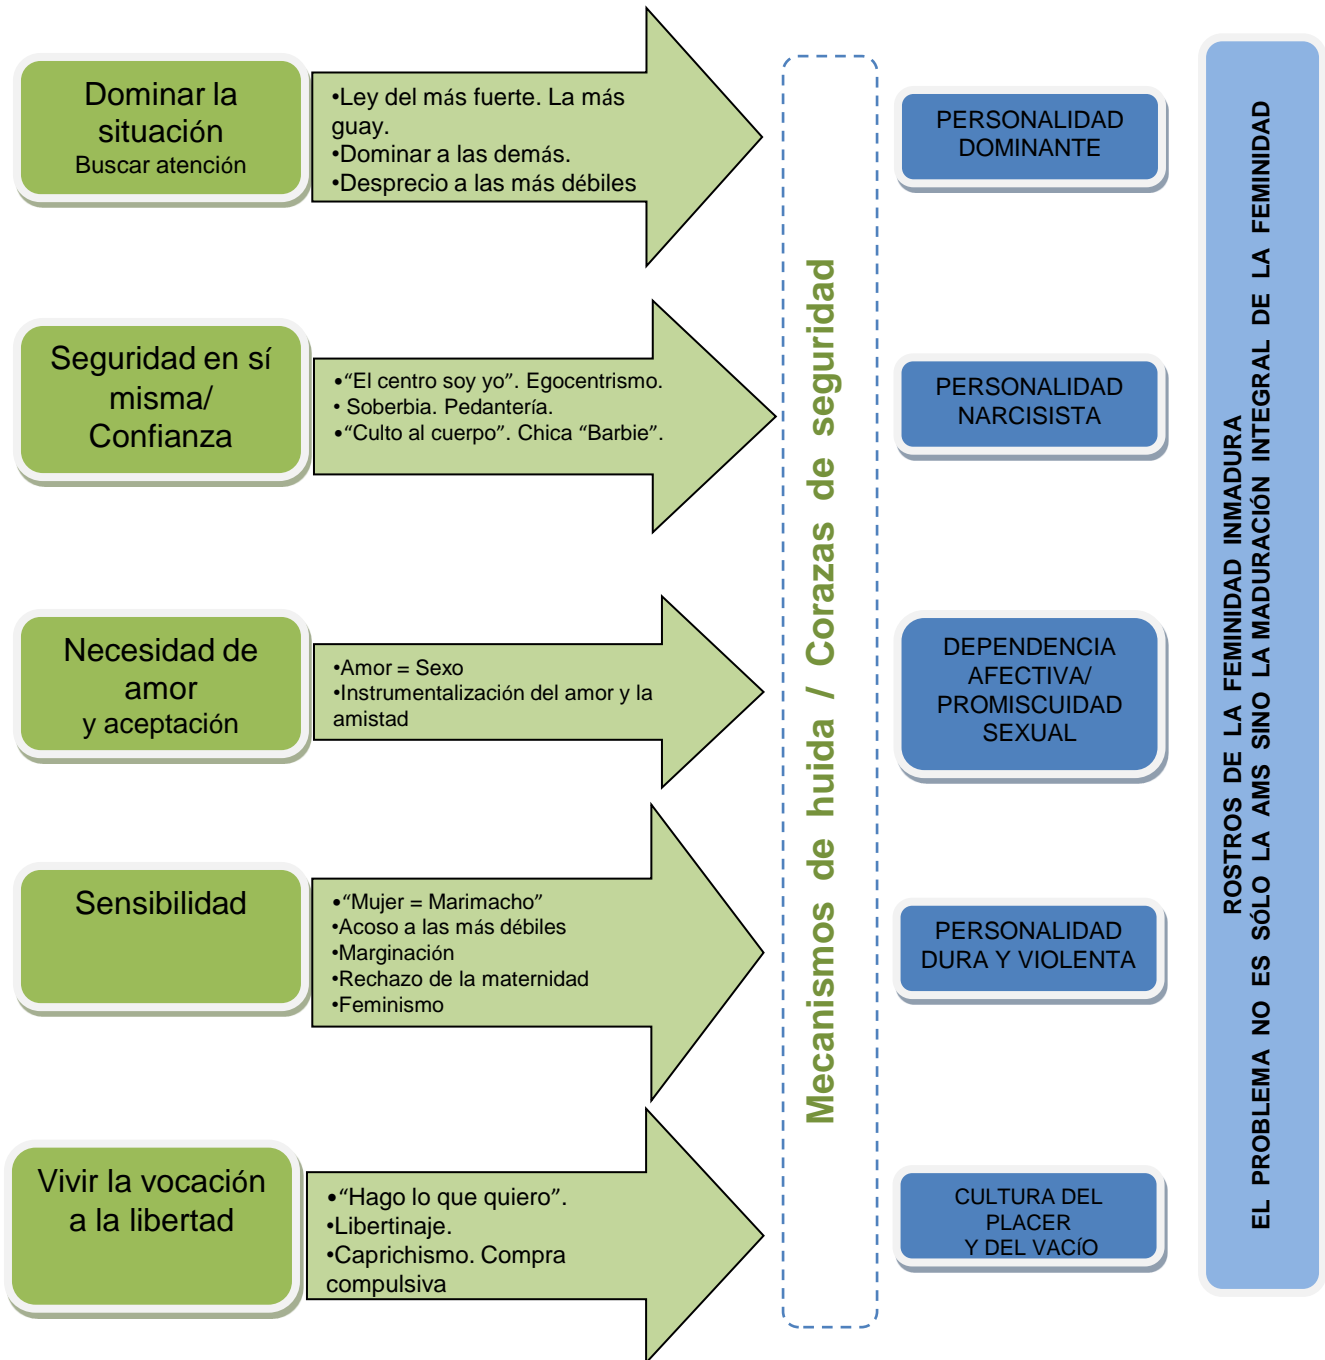 Dominar la
situación
Buscar atención
•Ley del más fuerte. La más
guay.
•Dominar a las demás.
•Desprecio a las más débiles
PERSONALIDAD
DOMINANTE
Seguridad en sí
misma/
Confianza
•“El centro soy yo”. Egocentrismo.
• Soberbia. Pedantería.
•“Culto al cuerpo”. Chica “Barbie”.
PERSONALIDAD
NARCISISTA
Necesidad de
amor
y aceptación
•Amor = Sexo
•Instrumentalización del amor y la
amistad
DEPENDENCIA
AFECTIVA/
PROMISCUIDAD
SEXUAL
Sensibilidad
•“Mujer = Marimacho”
•Acoso a las más débiles
•Marginación
•Rechazo de la maternidad
•Feminismo
PERSONALIDAD
DURA Y VIOLENTA
Vivir la vocación
a la libertad
•“Hago lo que quiero”.
•Libertinaje.
•Caprichismo. Compra
compulsiva
CULTURA DEL
PLACER
Y DEL VACÍO
Mecanismos de huida / Corazas de seguridad
ROSTROS DE LA FEMINIDAD INMADURA
EL PROBLEMA NO ES SÓLO LA AMS SINO LA MADURACIÓN INTEGRAL DE LA FEMINIDAD